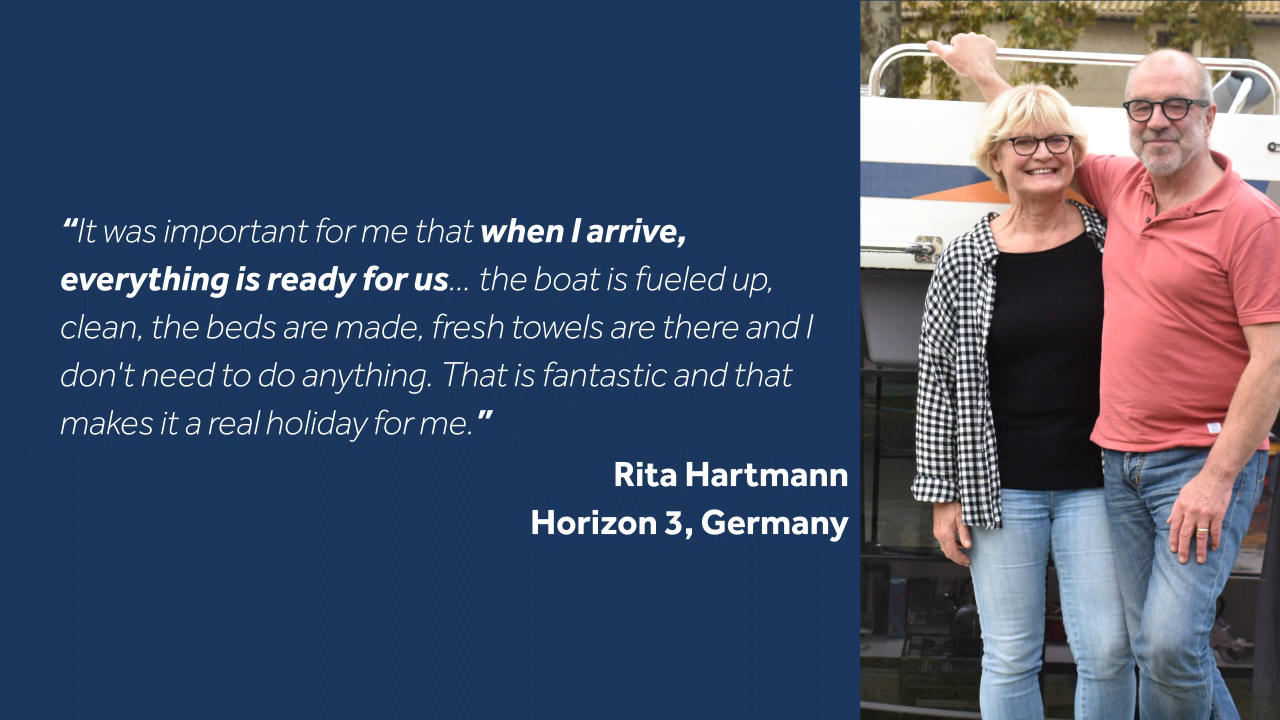 “It was important for me that when I arrive,
everything is ready for us... the boat is fueled up,
clean, the beds are made, fresh towels are there and I
don't need to do anything. That is fantastic and that
makes it a real holiday for me.”
Rita Hartmann
Horizon 3, Germany